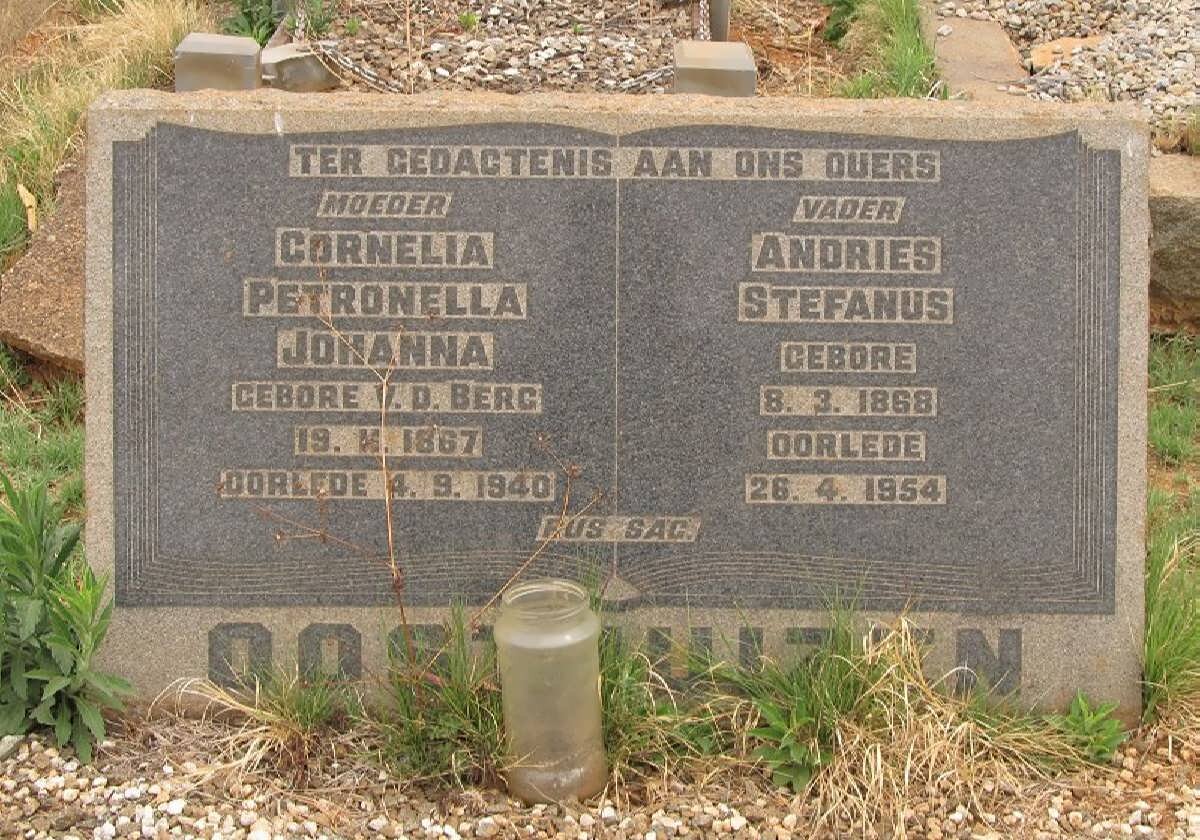 TER GEDAGTENIS AAN ONS OUERS
MOEDER
CORNELIA
PETRONELLA
JOHANNA
GEBORE V. D. BERG
19. 11. 1867
OORLEDE 4. 9. 1940
VADER
ANDRIES
STEFANUS
GEBORE
8. 3. 1868
OORLEDE
26. 4. 1954
RUS SAG.
OOSTHUIZEN